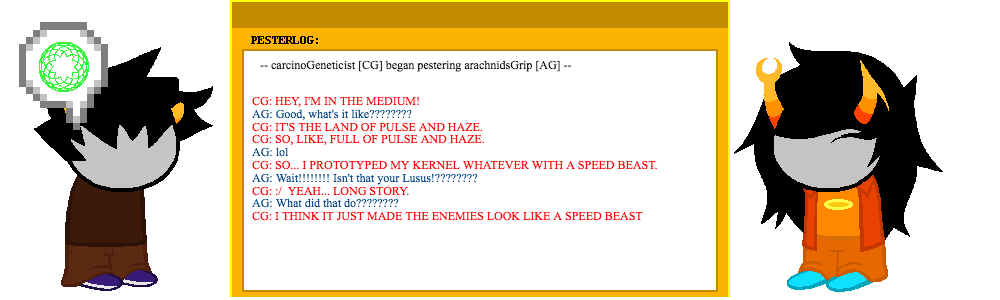 PESTERLOG:
-- carcinoGeneticist [CG] began pestering arachnidsGrip [AG] --
CG: HEY, I'M IN THE MEDIUM!
AG: Good, what's it like????????
CG: IT'S THE LAND OF PULSE AND HAZE.
CG: SO, LIKE, FULL OF PULSE AND HAZE.
AG: lol
CG: SO... I PROTOTYPED MY KERNEL WHATEVER WITH A SPEED BEAST.
AG: Wait!!!!!!!! Isn't that your Lusus!????????
CG: :/  YEAH... LONG STORY.
AG: What did that do????????
CG: I THINK IT JUST MADE THE ENEMIES LOOK LIKE A SPEED BEAST